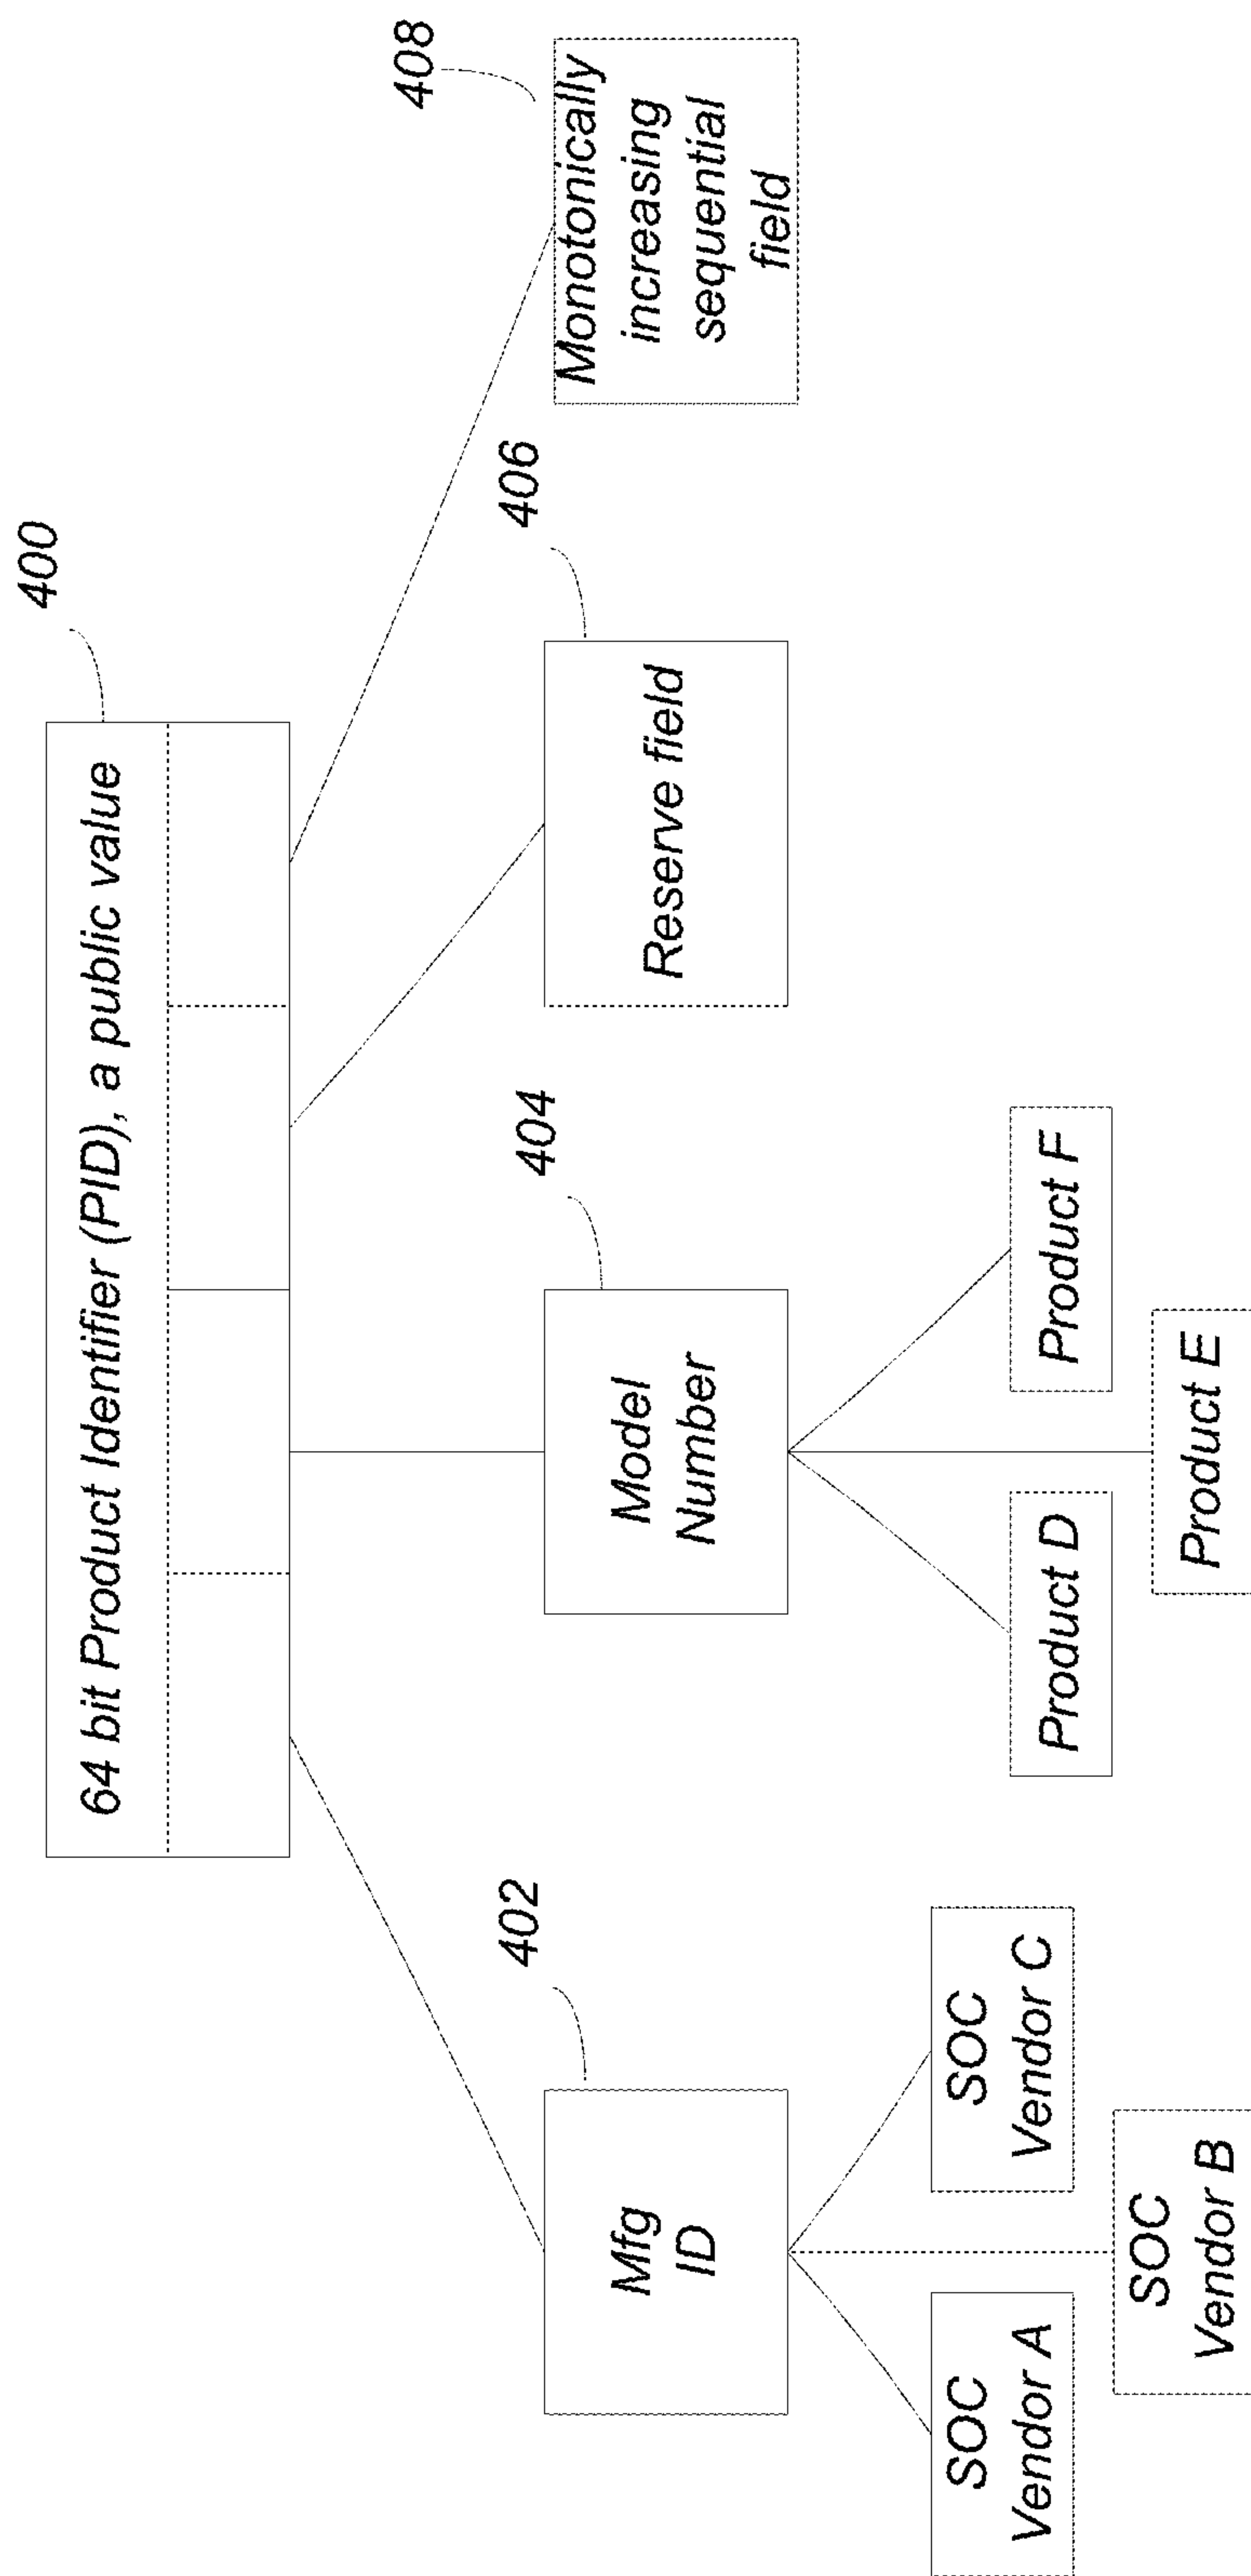 400
64 bit Product Identifier (PID), a public value
402
Mfg
ID
404
Model
Number
406
Reserve field
408
Monotonically
increasing
sequential
field
SOC
Vendor A
SOC
Vendor B
SOC
Vendor C
Product D
Product E
Product F